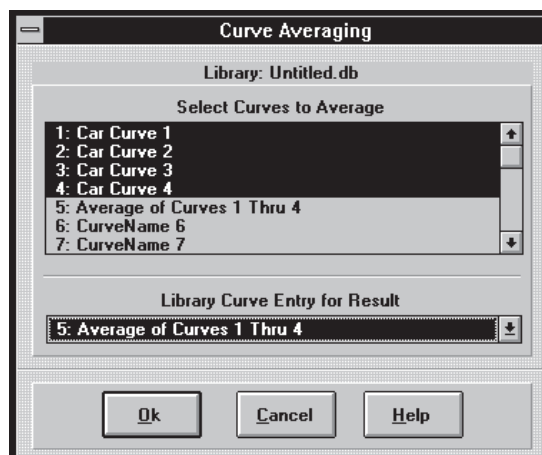 Curve Averaging
Library: Untitled.db
Select Curves to Average
1: Car Curve 1
2: Car Curve 2
3: Car Curve 3
4: Car Curve 4
5: Average of Curves 1 Thru 4
6: CurveName 6
7: CurveName 7
Library Curve Entry for Result
5: Average of Curves 1 Thru 4
Ok Cancel Help